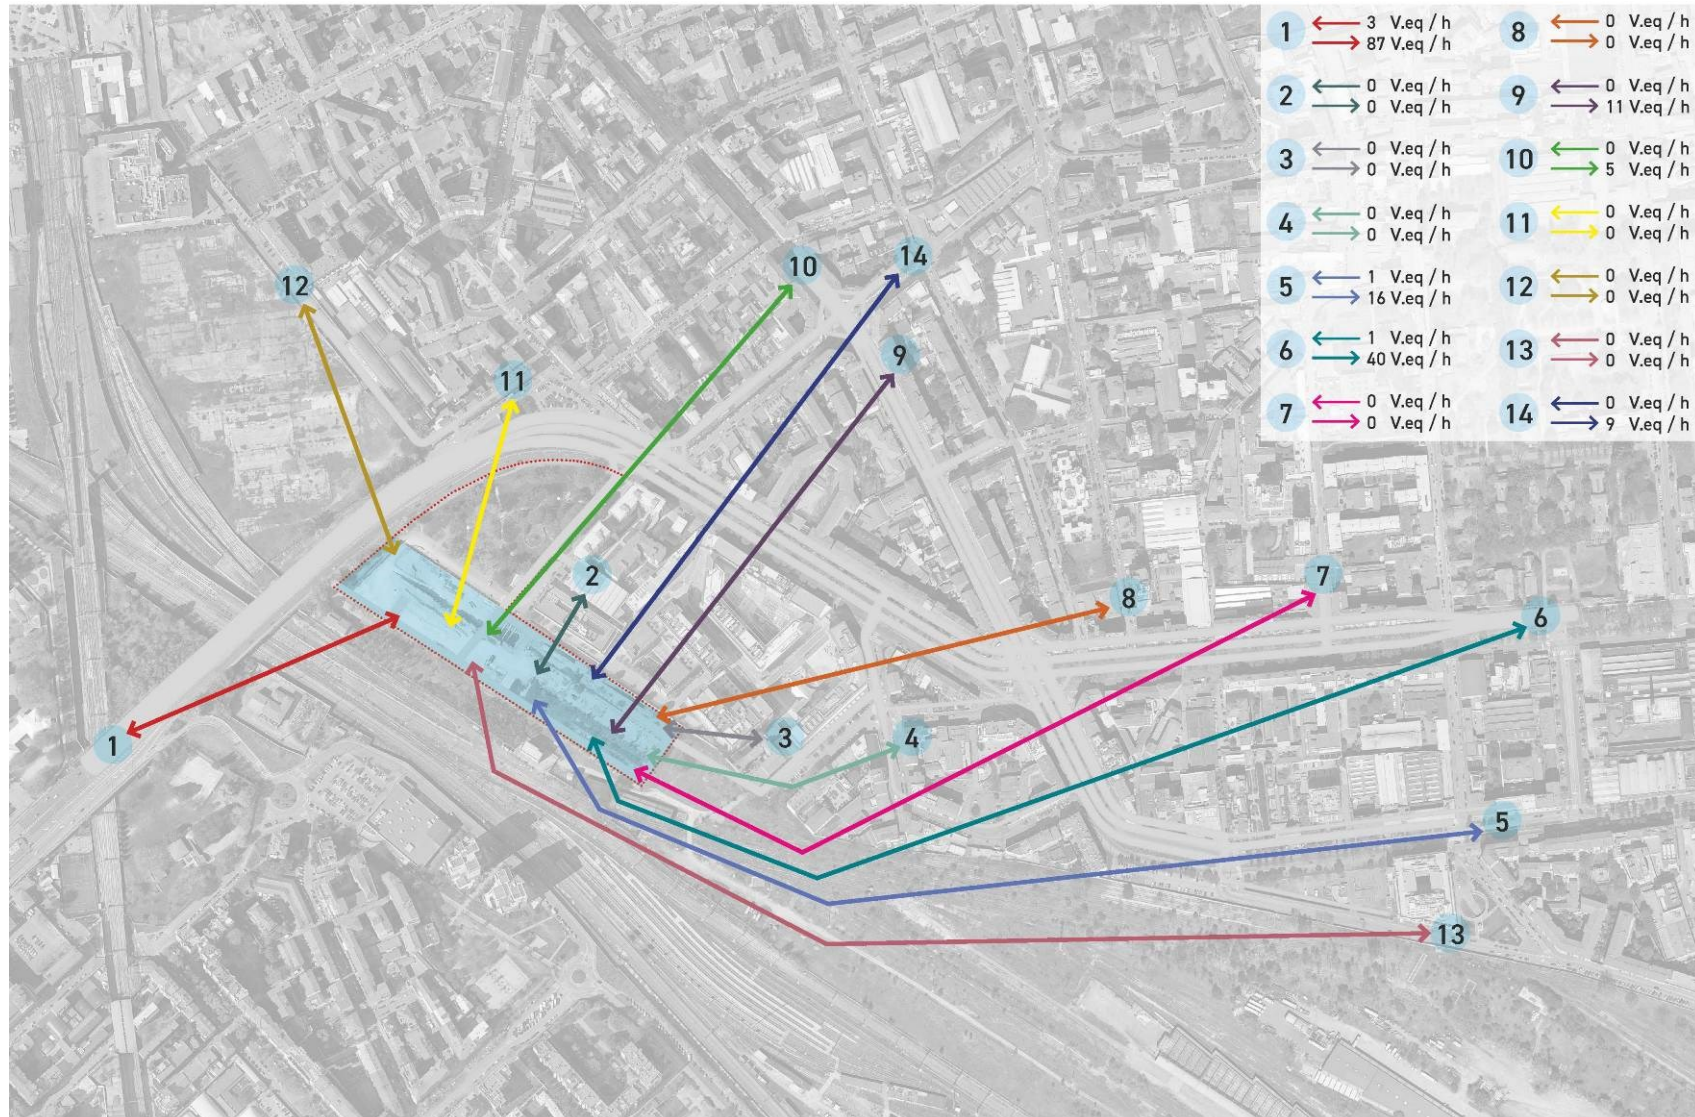 1
3 V.eq / h
87 V.eq / h
2
0 V.eq / h
0 V.eq / h
3
0 V.eq / h
0 V.eq / h
4
0 V.eq / h
0 V.eq / h
5
1 V.eq / h
16 V.eq / h
6
1 V.eq / h
40 V.eq / h
7
0 V.eq / h
0 V.eq / h
8
0 V.eq / h
0 V.eq / h
9
0 V.eq / h
11 V.eq / h
10
0 V.eq / h
5 V.eq / h
11
0 V.eq / h
0 V.eq / h
12
0 V.eq / h
0 V.eq / h
13
0 V.eq / h
0 V.eq / h
14
0 V.eq / h
9 V.eq / h
14
10
12
9
11
2
7
8
6
3
4
1
5
13